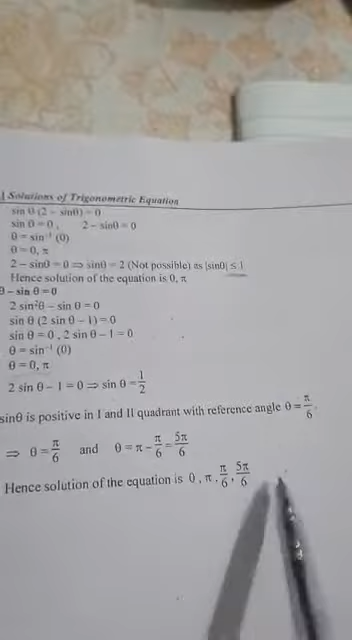 Solutions of Trigonometric Equation
sin θ (2 – sinθ) = 0
sin θ = 0 , 2 – sinθ = 0
θ = sin⁻¹ (0)
θ = 0, π
2 – sinθ = 0 ⇒ sinθ = 2 (Not possible) as |sinθ| ≤ 1
Hence solution of the equation is 0, π
θ – sin θ = 0
2 sin²θ – sin θ = 0
sin θ (2 sin θ – 1) = 0
sin θ = 0 , 2 sin θ – 1 = 0
θ = sin⁻¹ (0)
θ = 0, π
2 sin θ – 1 = 0 ⇒ sin θ = 1/2
sinθ is positive in I and II quadrant with reference angle θ = π/6 .
⇒ θ = π/6 and θ = π – π/6 = 5π/6
Hence solution of the equation is 0 , π , π/6 , 5π/6